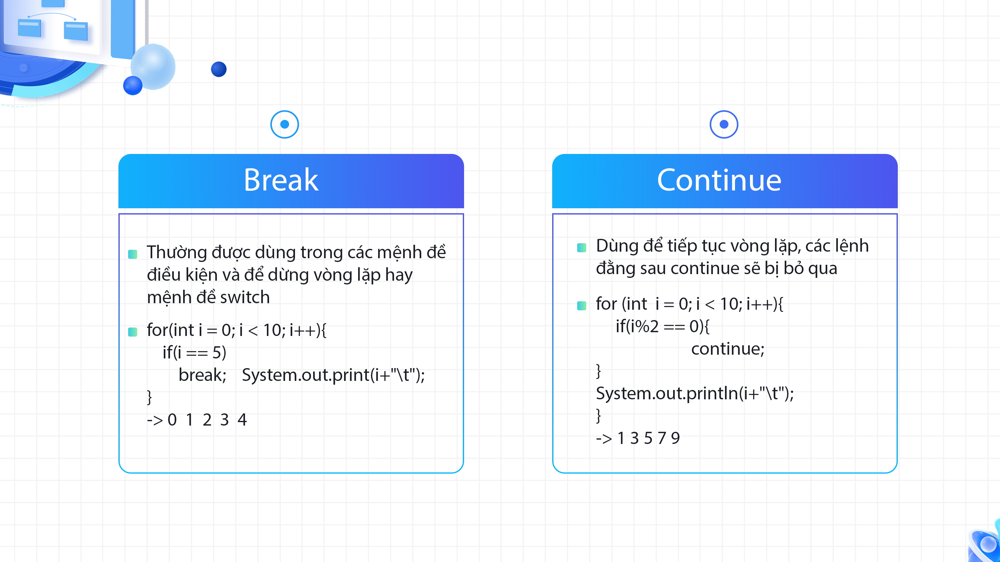 Break
Thường được dùng trong các mệnh đề
điều kiện và để dừng vòng lặp hay
mệnh đề switch
for(int i = 0; i < 10; i++){
if(i == 5)
break;    System.out.print(i+"\t");
}
-> 0  1  2  3  4
Continue
Dùng để tiếp tục vòng lặp, các lệnh
đằng sau continue sẽ bị bỏ qua
for (int  i = 0; i < 10; i++){
if(i%2 == 0){
continue;
}
System.out.println(i+"\t");
}
-> 1 3 5 7 9